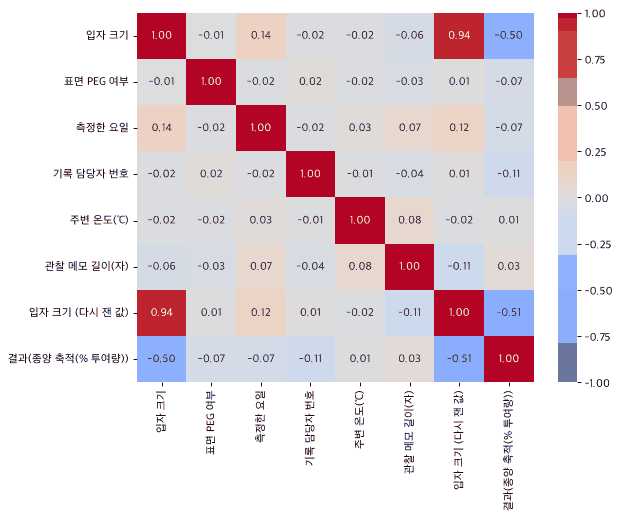 입자 크기 1.00 −0.01 0.14 −0.02 −0.02 −0.06 0.94 −0.50
표면 PEG 여부 −0.01 1.00 −0.02 0.02 −0.02 −0.03 0.01 −0.07
측정한 요일 0.14 −0.02 1.00 −0.02 0.03 0.07 0.12 −0.07
기록 담당자 번호 −0.02 0.02 −0.02 1.00 −0.01 −0.04 0.01 −0.11
주변 온도(℃) −0.02 −0.02 0.03 −0.01 1.00 0.08 −0.02 0.01
관찰 메모 길이(자) −0.06 −0.03 0.07 −0.04 0.08 1.00 −0.11 0.03
입자 크기 (다시 잰 값) 0.94 0.01 0.12 0.01 −0.02 −0.11 1.00 −0.51
결과(종양 축적(% 투여량)) −0.50 −0.07 −0.07 −0.11 0.01 0.03 −0.51 1.00
입자 크기
표면 PEG 여부
측정한 요일
기록 담당자 번호
주변 온도(℃)
관찰 메모 길이(자)
입자 크기 (다시 잰 값)
결과(종양 축적(% 투여량))
1.00
0.75
0.50
0.25
0.00
−0.25
−0.50
−0.75
−1.00